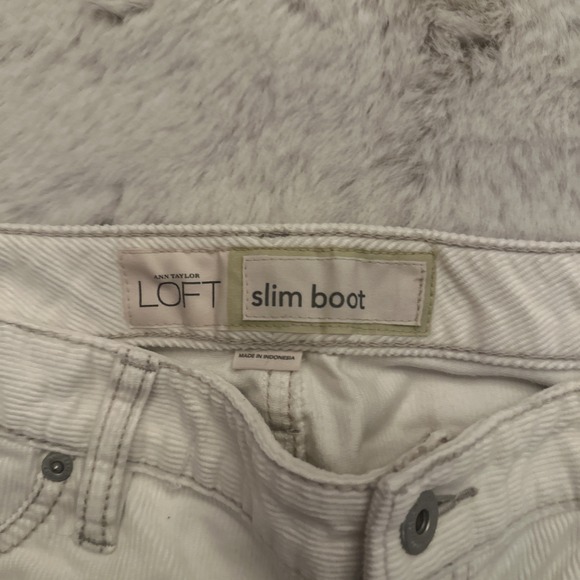 ANN TAYLOR
LOFT
slim boot
MADE IN INDONESIA